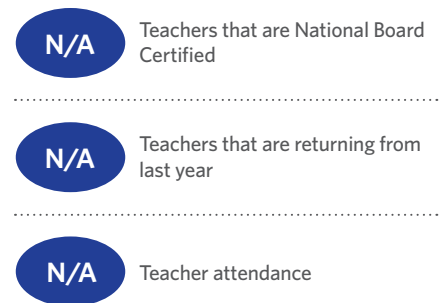 N/A
Teachers that are National Board
Certified
N/A
Teachers that are returning from
last year
N/A
Teacher attendance